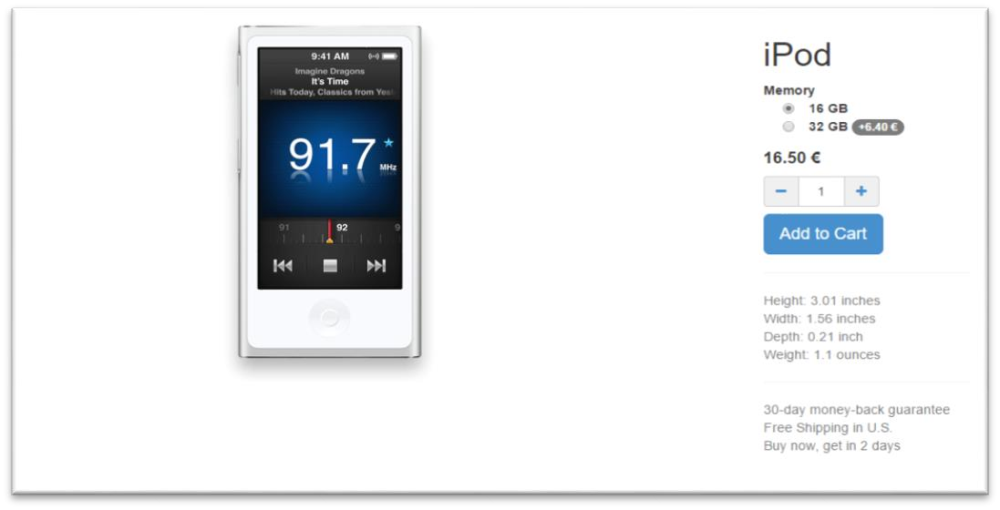 9:41 AM
Imagine Dragons
It's Time
Hits Today, Classics from Yest
91.7
MHz
91 92 9
iPod
Memory
16 GB
32 GB +6.40 €
16.50 €
1
Add to Cart
Height: 3.01 inches
Width: 1.56 inches
Depth: 0.21 inch
Weight: 1.1 ounces
30-day money-back guarantee
Free Shipping in U.S.
Buy now, get in 2 days